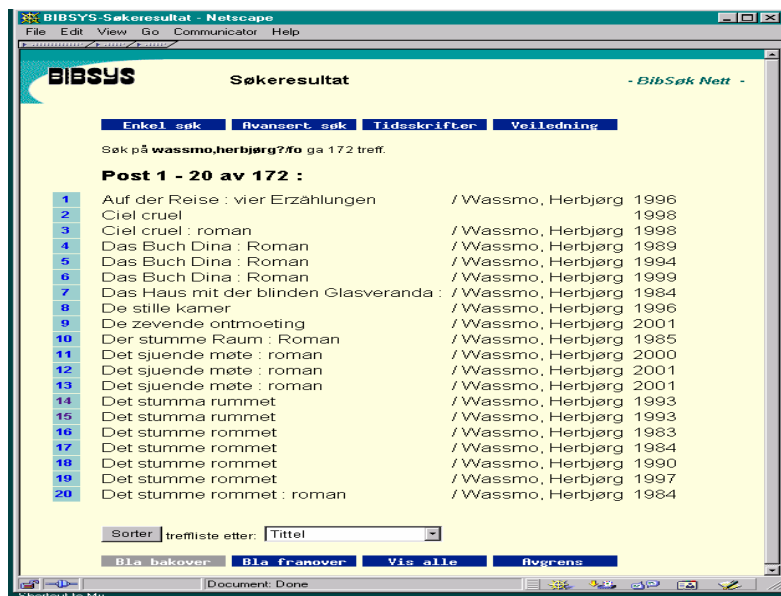 BIBSYS-Søkeresultat - Netscape
File Edit View Go Communicator Help
BIBSYS Søkeresultat - BibSøk Nett -
Enkel søk Avansert søk Tidsskrifter Veiledning
Søk på wassmo,herbjørg?/fo ga 172 treff.
Post 1 - 20 av 172 :
1 Auf der Reise : vier Erzählungen / Wassmo, Herbjørg 1996
2 Ciel cruel 1998
3 Ciel cruel : roman / Wassmo, Herbjørg 1998
4 Das Buch Dina : Roman / Wassmo, Herbjørg 1989
5 Das Buch Dina : Roman / Wassmo, Herbjørg 1994
6 Das Buch Dina : Roman / Wassmo, Herbjørg 1999
7 Das Haus mit der blinden Glasveranda : / Wassmo, Herbjørg 1984
8 De stille kamer / Wassmo, Herbjørg 1996
9 De zevende ontmoeting / Wassmo, Herbjørg 2001
10 Der stumme Raum : Roman / Wassmo, Herbjørg 1985
11 Det sjuende møte : roman / Wassmo, Herbjørg 2000
12 Det sjuende møte : roman / Wassmo, Herbjørg 2001
13 Det sjuende møte : roman / Wassmo, Herbjørg 2001
14 Det stumma rummet / Wassmo, Herbjørg 1993
15 Det stumma rummet / Wassmo, Herbjørg 1993
16 Det stumme rommet / Wassmo, Herbjørg 1983
17 Det stumme rommet / Wassmo, Herbjørg 1984
18 Det stumme rommet / Wassmo, Herbjørg 1990
19 Det stumme rommet / Wassmo, Herbjørg 1997
20 Det stumme rommet : roman / Wassmo, Herbjørg 1984
Sorter treffliste etter: Tittel
Bla bakover Bla framover Vis alle Avgrens
Document: Done
Shortcut to My